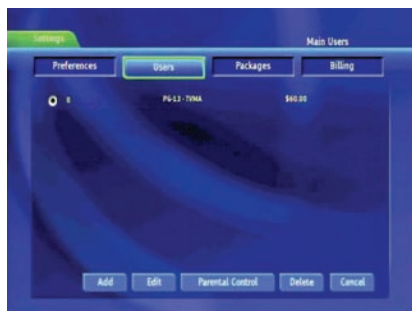 Settings
Main Users
Preferences Users Packages Billing
PG-13 - TVMA $60.00
Add Edit Parental Control Delete Cancel